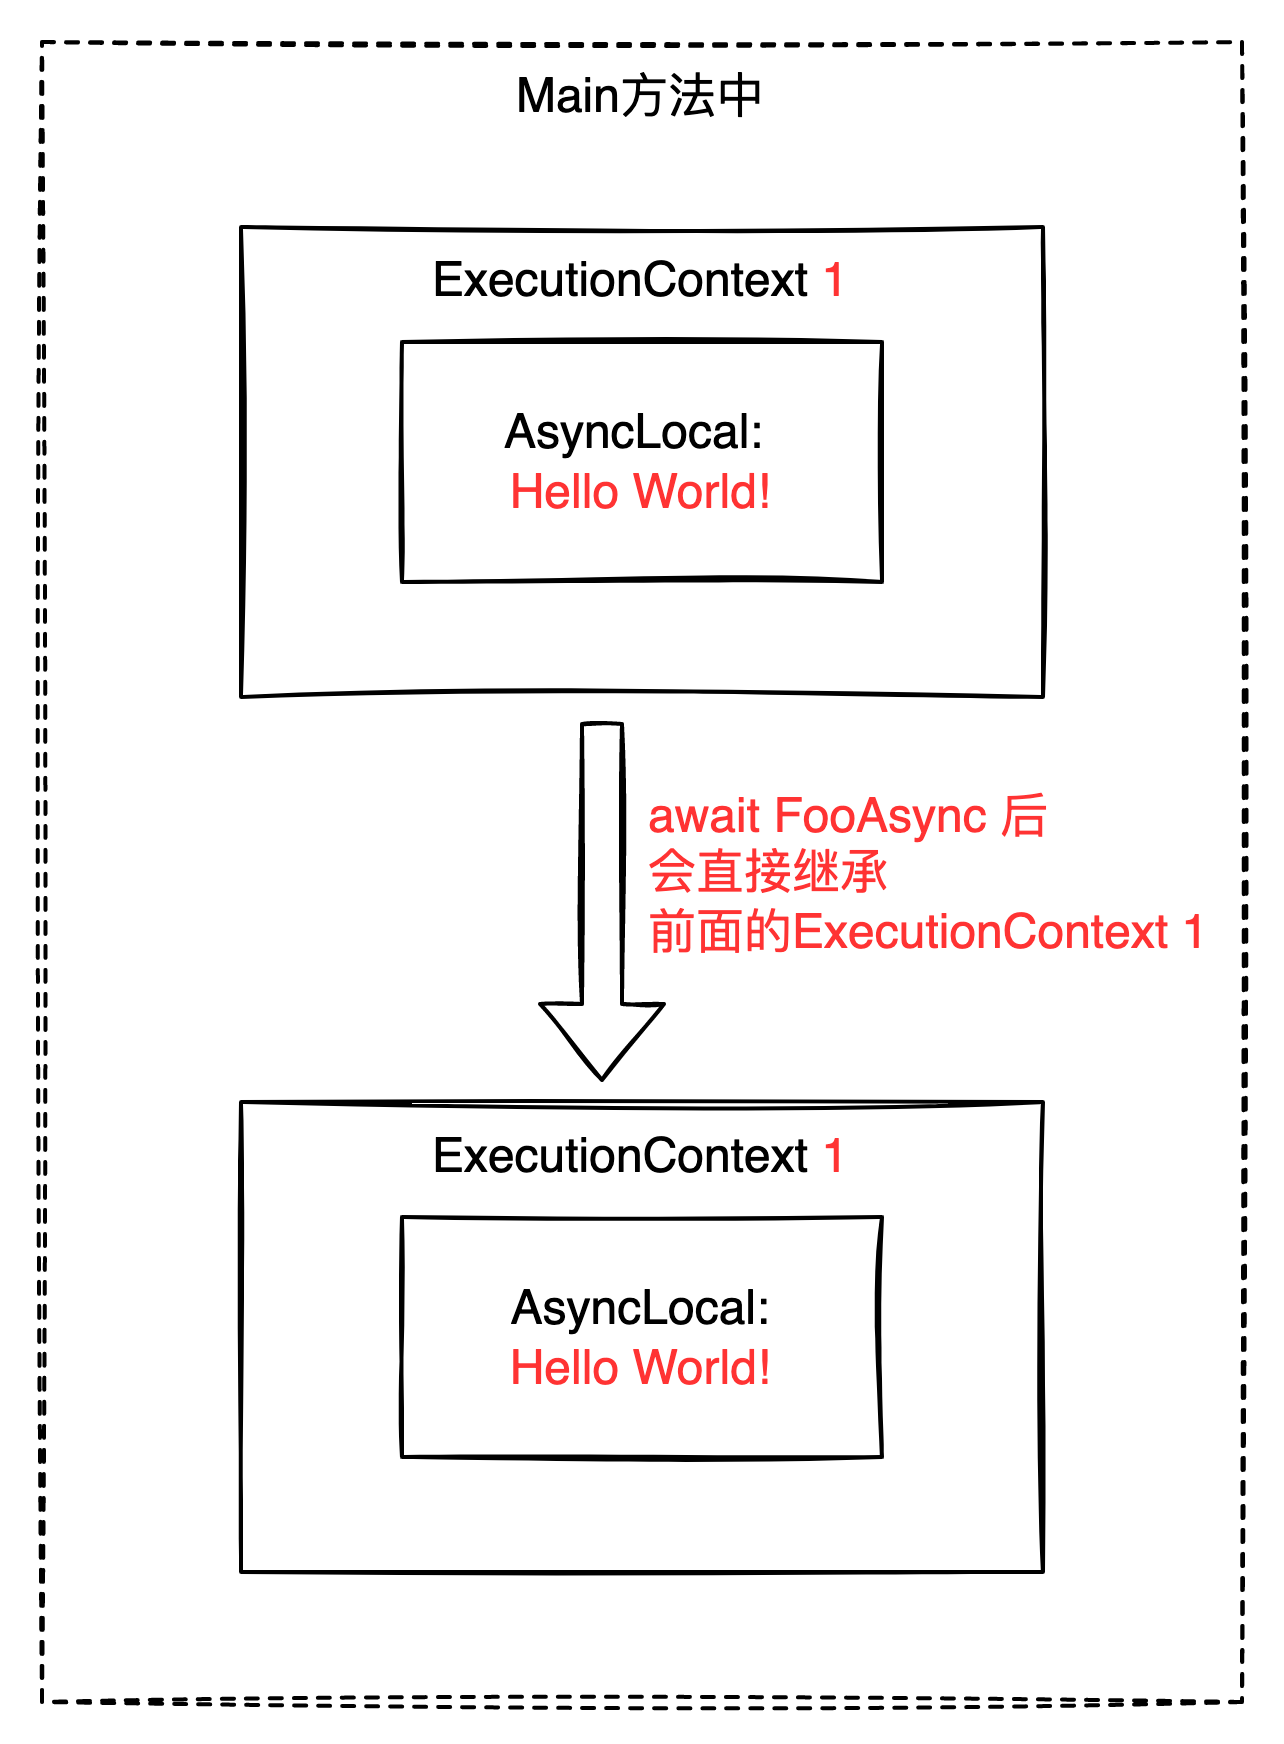 Main方法中
ExecutionContext 1
AsyncLocal:
Hello World!
await FooAsync 后
会直接继承
前面的ExecutionContext 1
ExecutionContext 1
AsyncLocal:
Hello World!